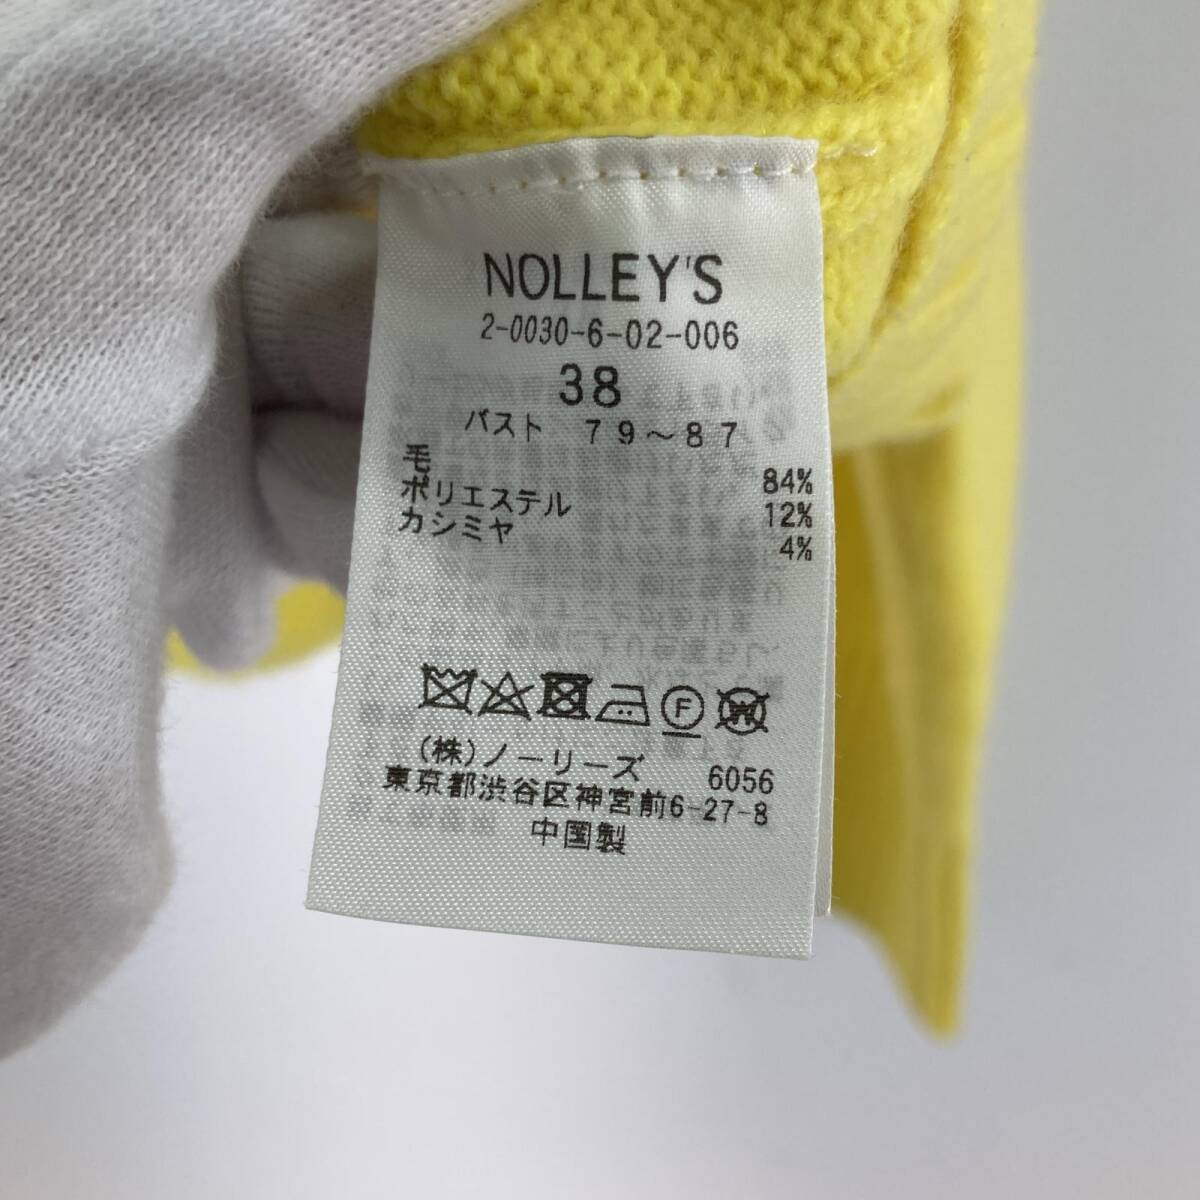 NOLLEY'S
2-0030-6-02-006
38
バスト 79～87
毛 84%
ポリエステル 12%
カシミヤ 4%
F
W
(株)ノーリーズ 6056
東京都渋谷区神宮前6-27-8
中国製